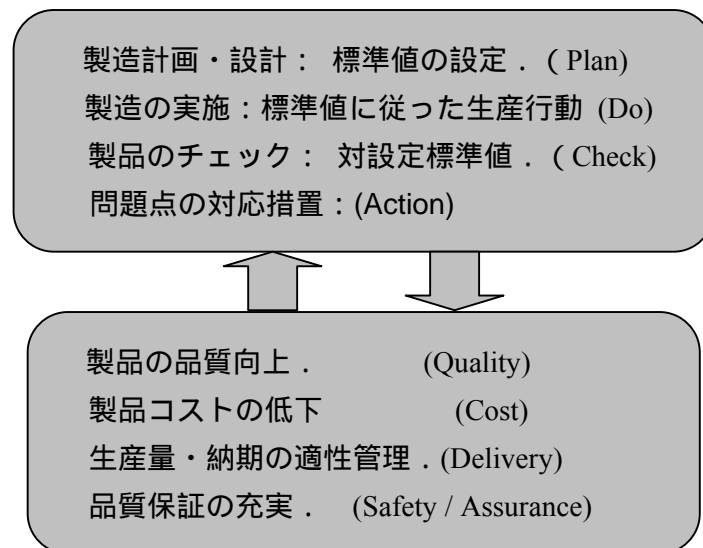 製造計画・設計： 標準値の設定．（Plan)
製造の実施：標準値に従った生産行動 (Do)
製品のチェック： 対設定標準値．（Check)
問題点の対応措置：(Action)
製品の品質向上． (Quality)
製品コストの低下 (Cost)
生産量・納期の適性管理．(Delivery)
品質保証の充実． (Safety / Assurance)